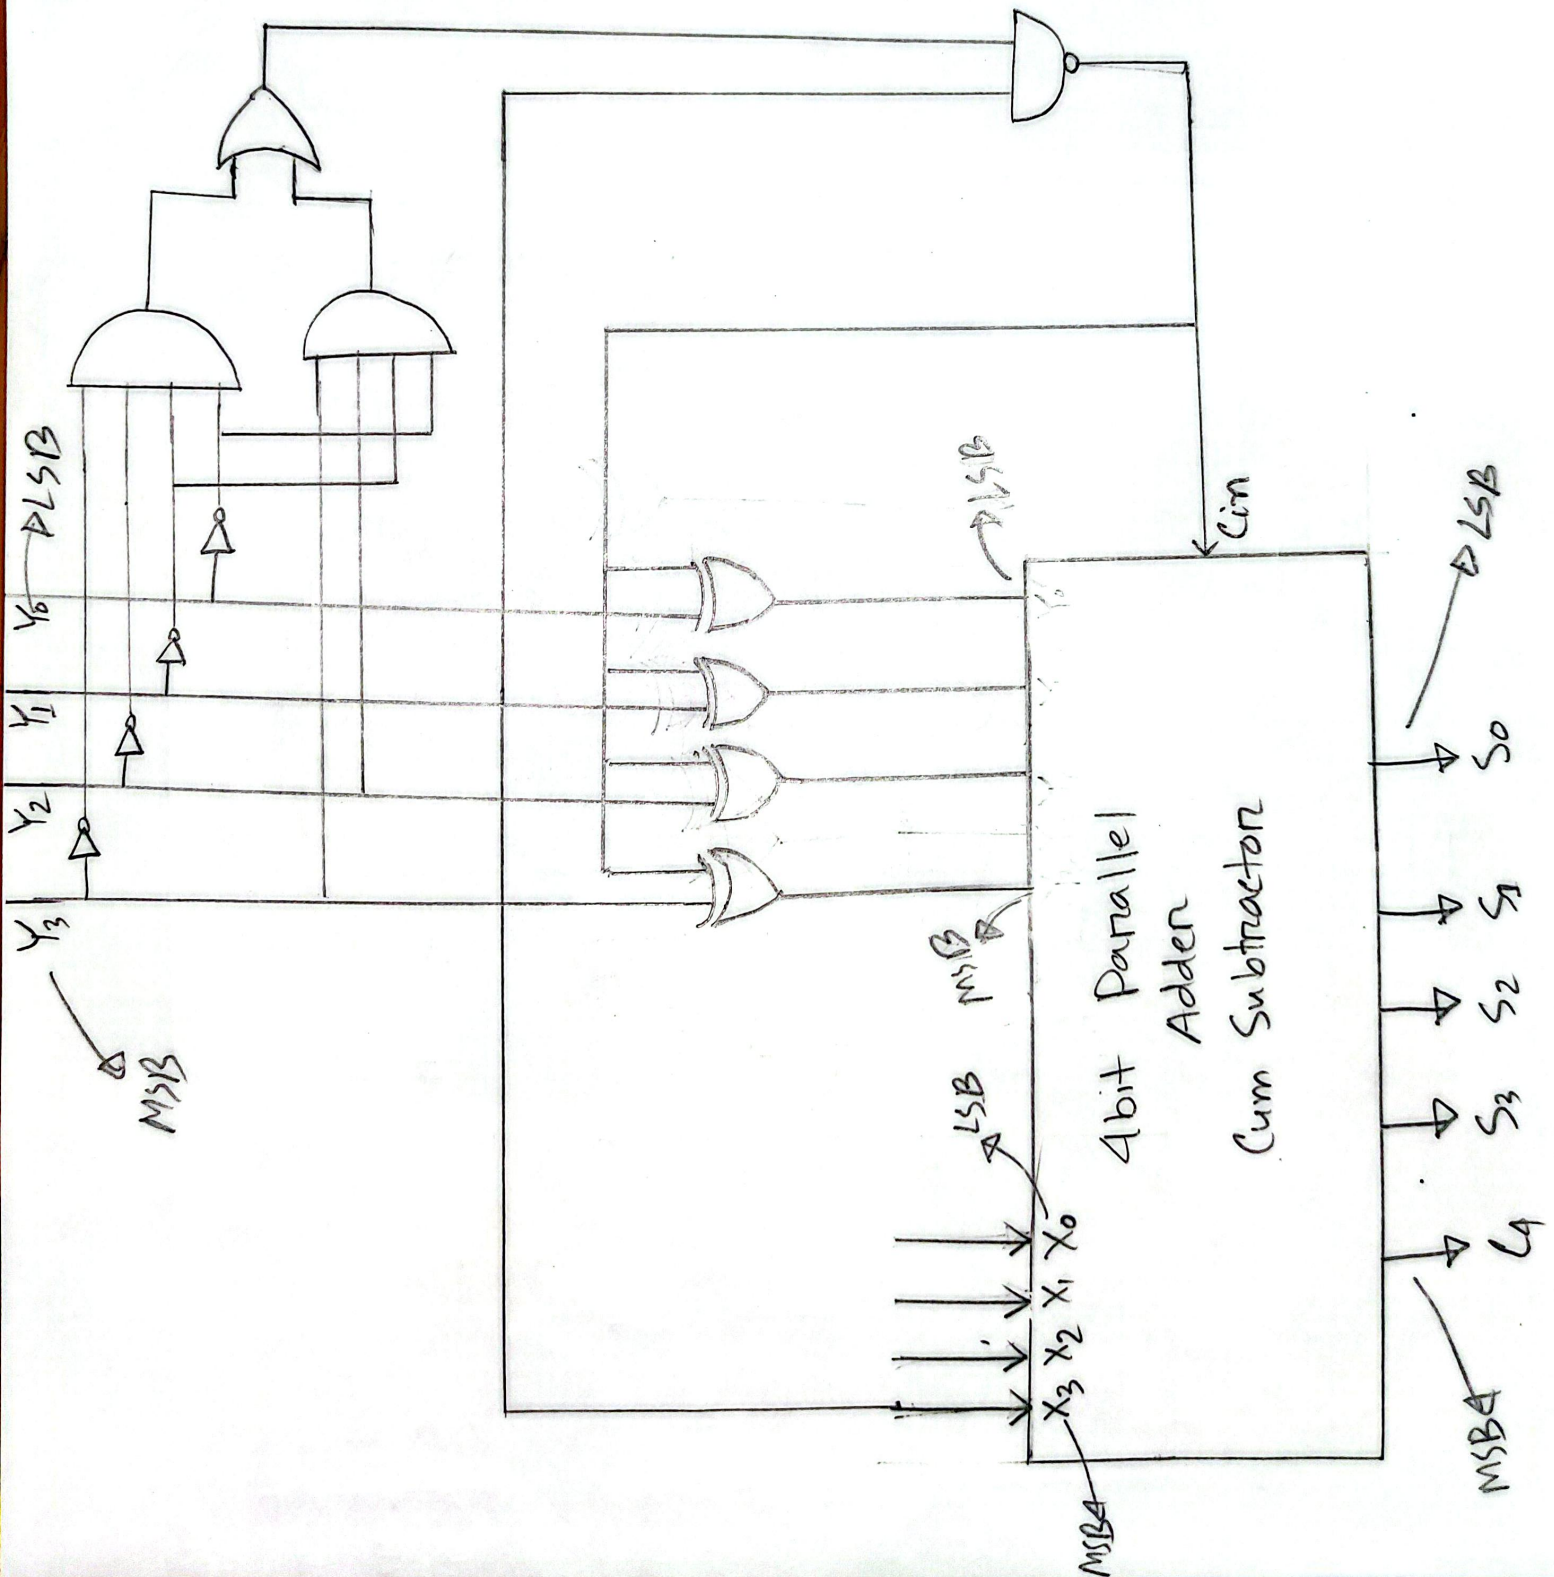 Y3
Y2
Y1
Y0
LSB
MSB
LSB
MSB
LSB
X3
X2
X1
X0
MSB
Cin
4bit Parallel
Adder
Cum Subtractor
LSB
MSB
C4
S3
S2
S1
S0